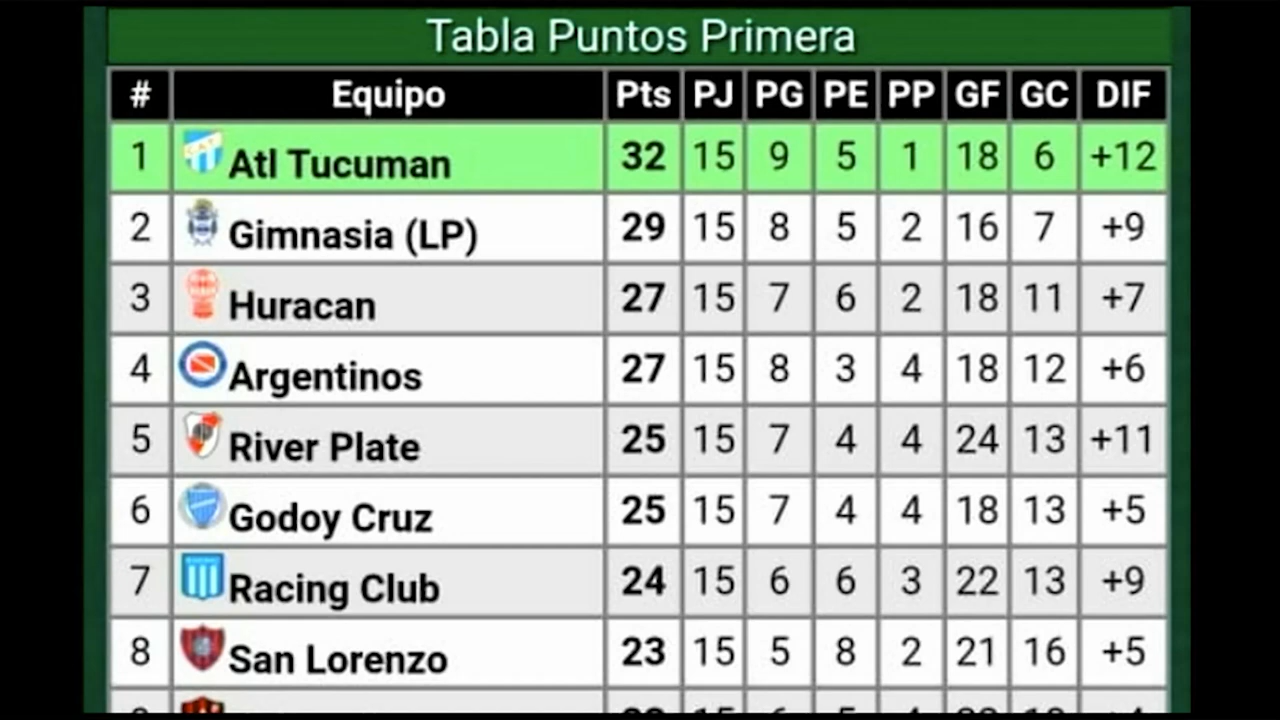 Tabla Puntos Primera
# Equipo Pts PJ PG PE PP GF GC DIF
1 Atl Tucuman 32 15 9 5 1 18 6 +12
2 Gimnasia (LP) 29 15 8 5 2 16 7 +9
3 Huracan 27 15 7 6 2 18 11 +7
4 Argentinos 27 15 8 3 4 18 12 +6
5 River Plate 25 15 7 4 4 24 13 +11
6 Godoy Cruz 25 15 7 4 4 18 13 +5
7 Racing Club 24 15 6 6 3 22 13 +9
8 San Lorenzo 23 15 5 8 2 21 16 +5